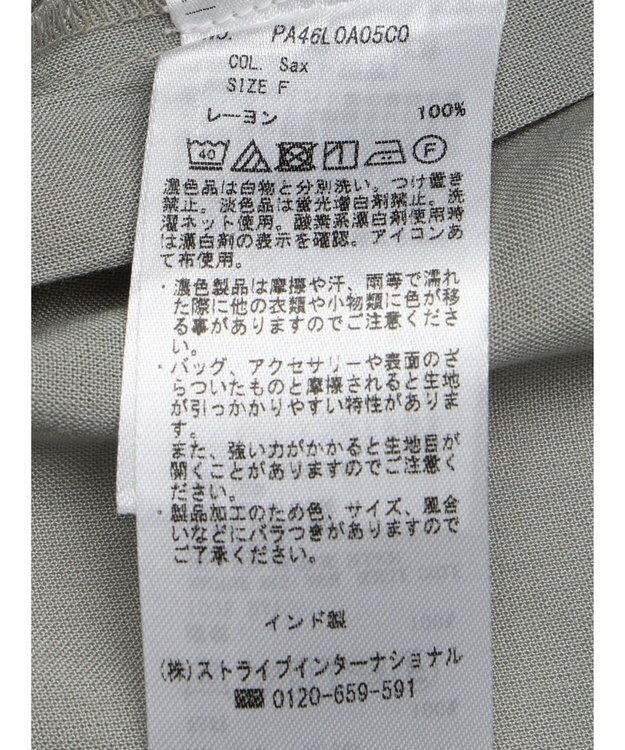 NO. PA46L0A05C0
COL. Sax
SIZE F
レーヨン 100%
40 F
濃色品は白物と分別洗い。つけ置き
禁止。淡色品は蛍光増白剤禁止。洗
濯ネット使用。酸素系漂白剤使用時
は漂白剤の表示を確認。アイロンあ
て布使用。
・濃色製品は摩擦や汗、雨等で濡れ
た際に他の衣類や小物類に色が移
る事がありますのでご注意くださ
い。
・バッグ、アクセサリーや表面のざ
らついたものと摩擦されると生地
が引っかかりやすい特性がありま
す。
また、強い力がかかると生地目が
開くことがありますのでご注意く
ださい。
・製品加工のため色、サイズ、風合
いなどにバラつきがありますので
ご了承ください。
インド製
(株)ストライプインターナショナル
0120-659-591